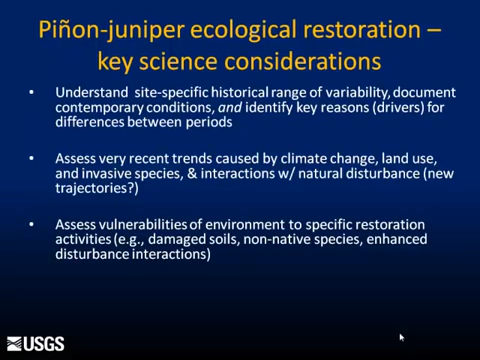 Piñon-juniper ecological restoration –
key science considerations
• Understand site-specific historical range of variability, document
contemporary conditions, and identify key reasons (drivers) for
differences between periods
• Assess very recent trends caused by climate change, land use,
and invasive species, & interactions w/ natural disturbance (new
trajectories?)
• Assess vulnerabilities of environment to specific restoration
activities (e.g., damaged soils, non-native species, enhanced
disturbance interactions)
USGS